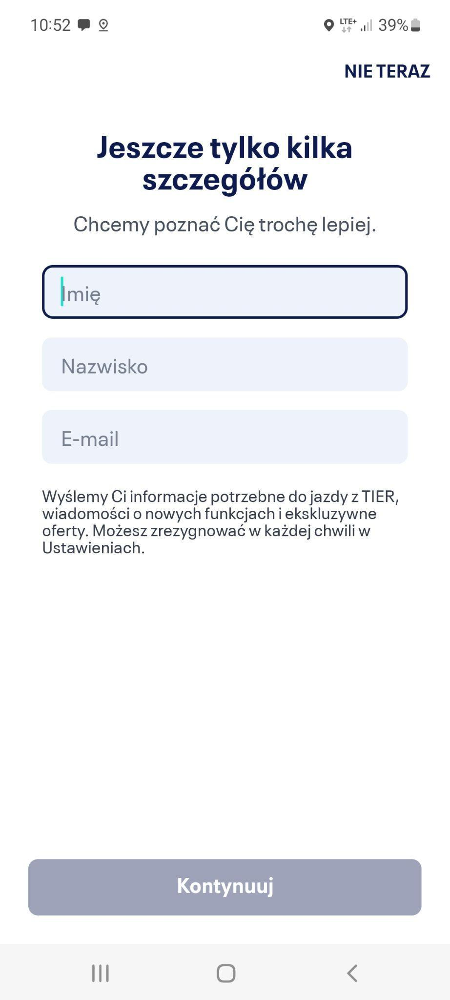 10:52
LTE+
39%
NIE TERAZ
Jeszcze tylko kilka
szczegółów
Chcemy poznać Cię trochę lepiej.
Imię
Nazwisko
E-mail
Wyślemy Ci informacje potrzebne do jazdy z TIER,
wiadomości o nowych funkcjach i ekskluzywne
oferty. Możesz zrezygnować w każdej chwili w
Ustawieniach.
Kontynuuj